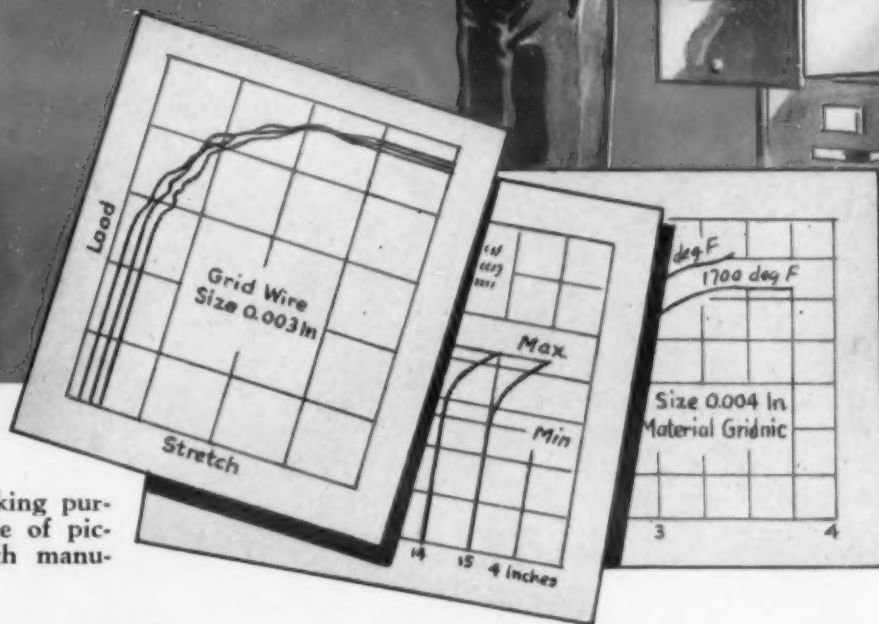 Load
Grid Wire
Size 0.003 In
Stretch
Max.
Min
14
15
4 inches
deg F
1700 deg F
Size 0.004 In
Material Gridnic
3
4
king pur-
e of pic-
h manu-